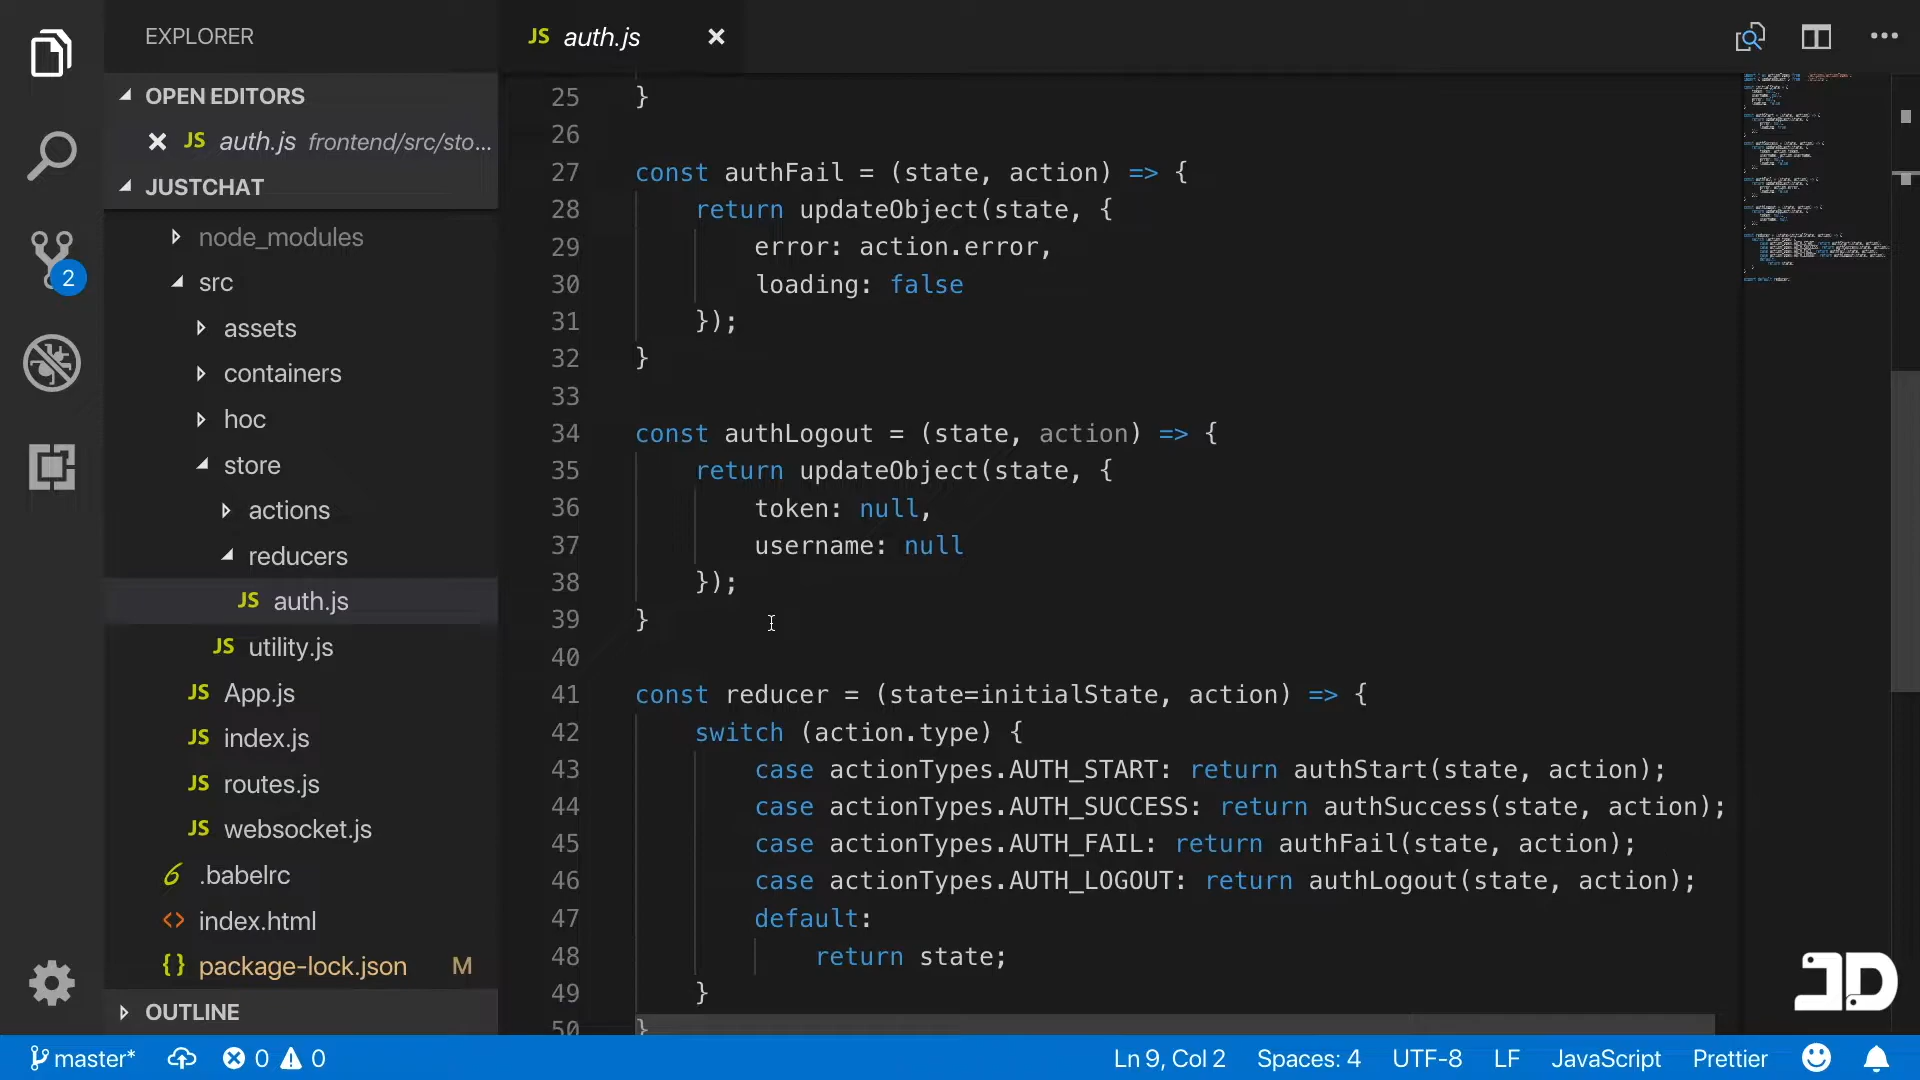 EXPLORER
OPEN EDITORS
JS auth.js frontend/src/sto...
JUSTCHAT
node_modules
src
assets
containers
hoc
store
actions
reducers
JS auth.js
JS utility.js
JS App.js
JS index.js
JS routes.js
JS websocket.js
.babelrc
<> index.html
{} package-lock.json M
OUTLINE
2
JS auth.js
25 }
26
27 const authFail = (state, action) => {
28 return updateObject(state, {
29 error: action.error,
30 loading: false
31 });
32 }
33
34 const authLogout = (state, action) => {
35 return updateObject(state, {
36 token: null,
37 username: null
38 });
39 }
40
41 const reducer = (state=initialState, action) => {
42 switch (action.type) {
43 case actionTypes.AUTH_START: return authStart(state, action);
44 case actionTypes.AUTH_SUCCESS: return authSuccess(state, action);
45 case actionTypes.AUTH_FAIL: return authFail(state, action);
46 case actionTypes.AUTH_LOGOUT: return authLogout(state, action);
47 default:
48 return state;
49 }
50 }
JD
master* 0 0 Ln 9, Col 2 Spaces: 4 UTF-8 LF JavaScript Prettier